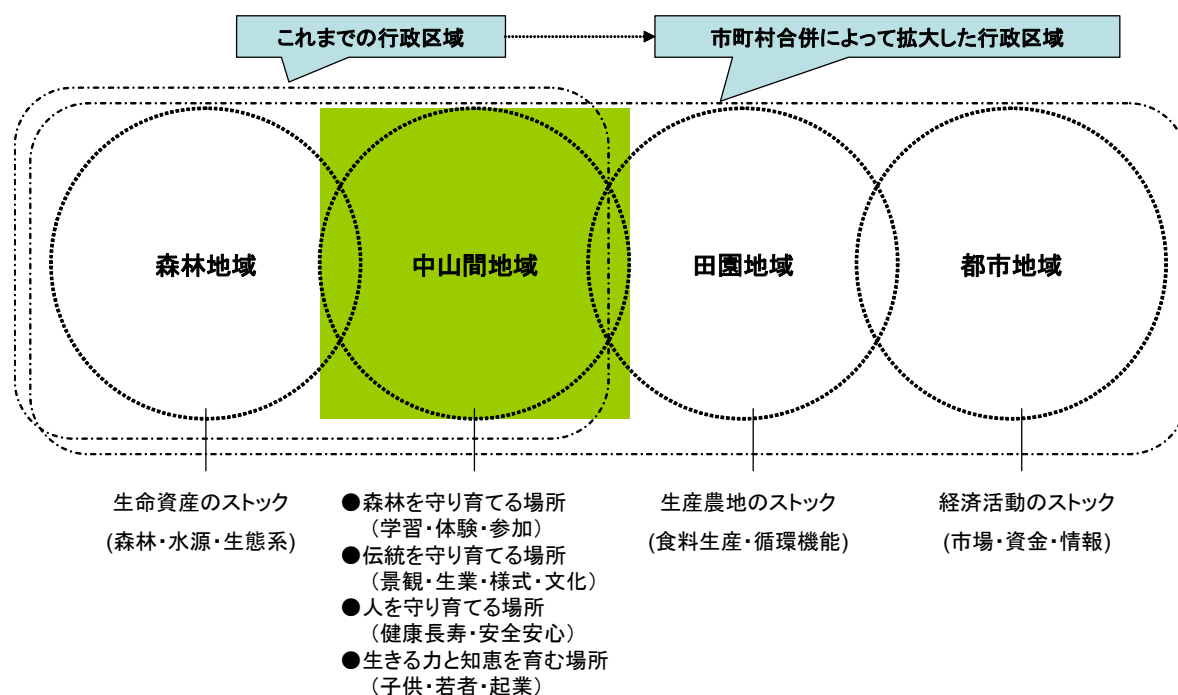 これまでの行政区域
市町村合併によって拡大した行政区域
森林地域
中山間地域
田園地域
都市地域
生命資産のストック
(森林・水源・生態系)
●森林を守り育てる場所
(学習・体験・参加)
●伝統を守り育てる場所
(景観・生業・様式・文化)
●人を守り育てる場所
(健康長寿・安全安心)
●生きる力と知恵を育む場所
(子供・若者・起業)
生産農地のストック
(食料生産・循環機能)
経済活動のストック
(市場・資金・情報)